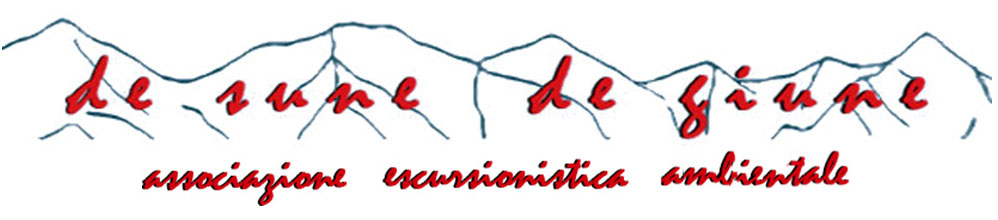 de sune de giune
associazione escursionistica ambientale